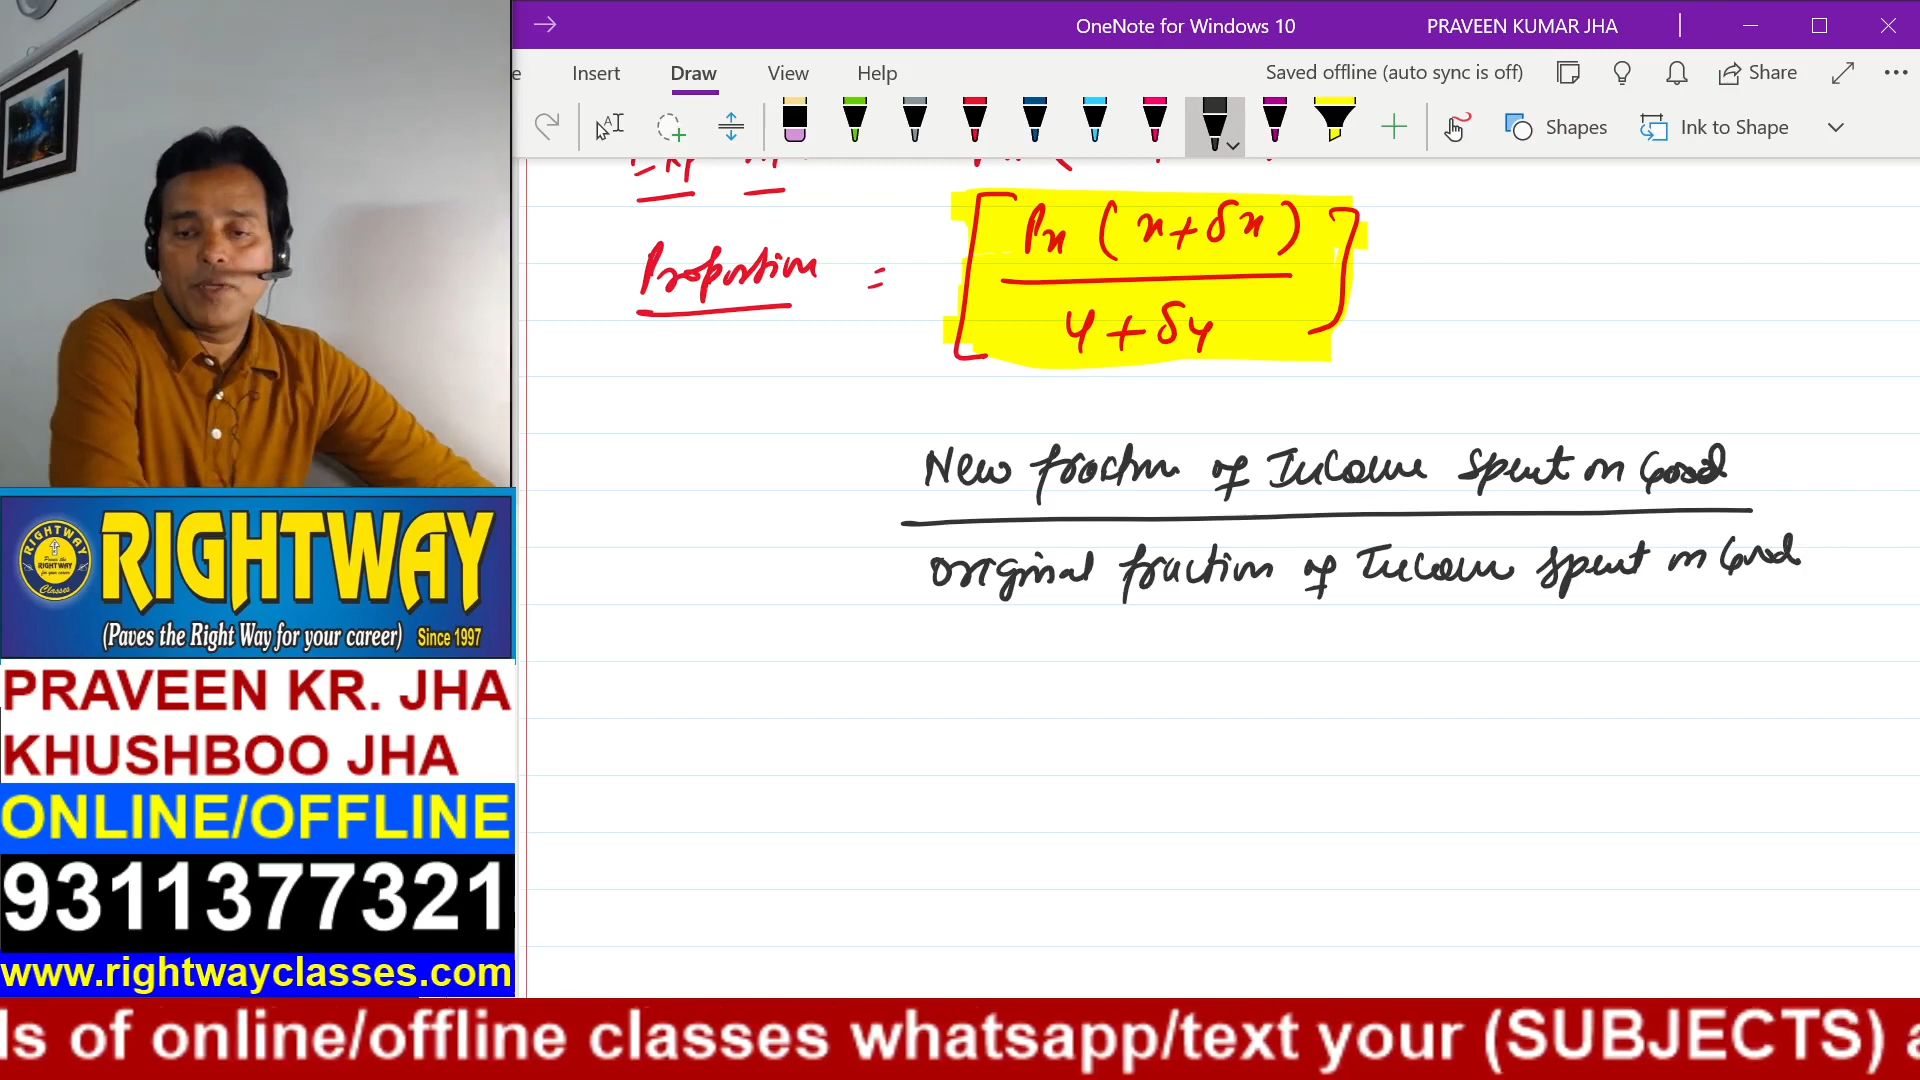 OneNote for Windows 10
PRAVEEN KUMAR JHA
Insert
Draw
View
Help
Saved offline (auto sync is off)
Share
Shapes
Ink to Shape
Proportion = [ Px (x+δx) / y+δy ]
New fraction of Income Spent on Good
original fraction of Income Spent on Good
RIGHTWAY
(Paves the Right Way for your career) Since 1997
PRAVEEN KR. JHA
KHUSHBOO JHA
ONLINE/OFFLINE
9311377321
www.rightwayclasses.com
ls of online/offline classes whatsapp/text your (SUBJECTS) a